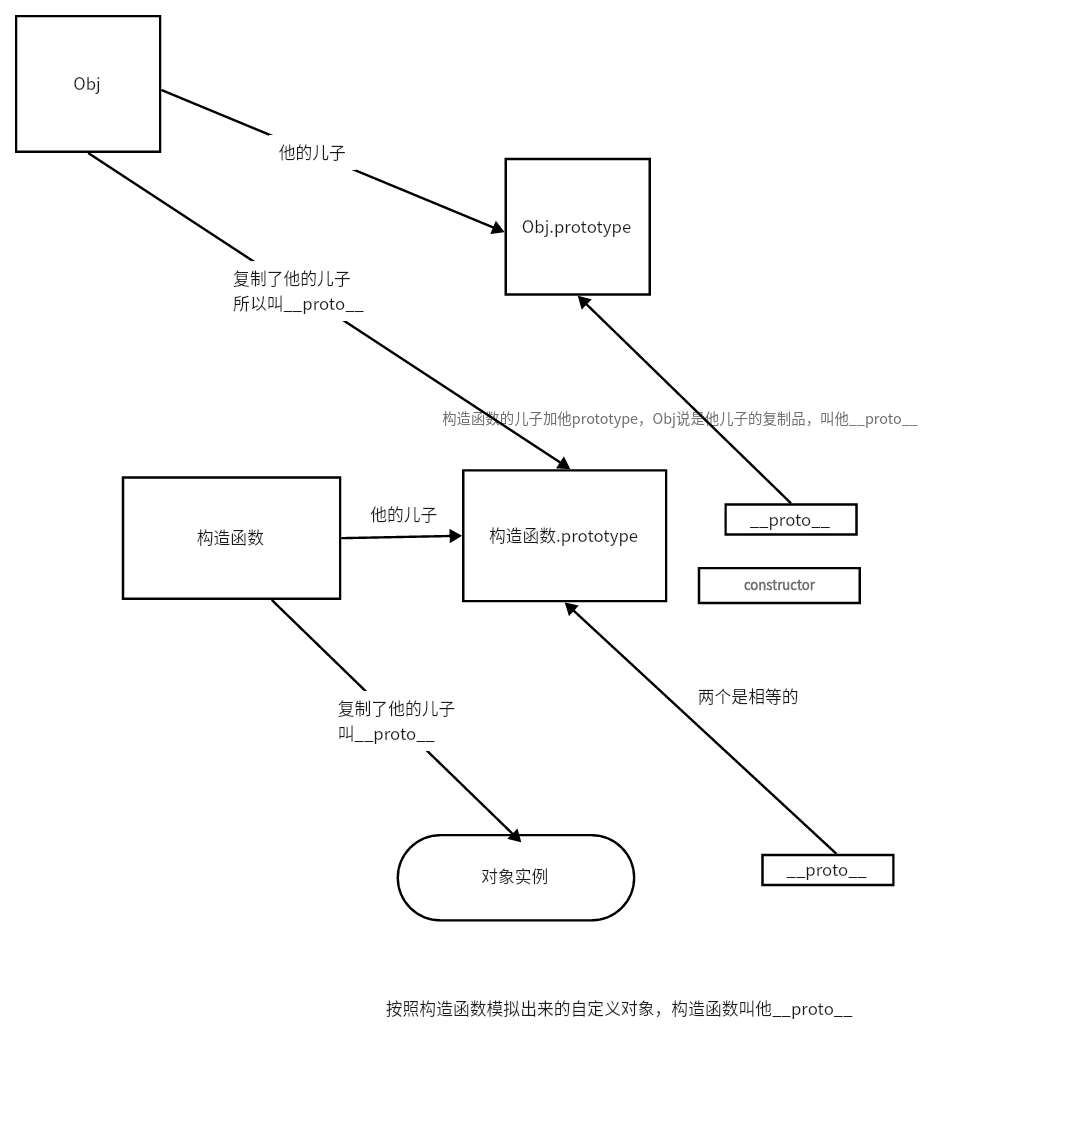 Obj
他的儿子
Obj.prototype
复制了他的儿子
所以叫__proto__
构造函数的儿子加他prototype，Obj说是他儿子的复制品，叫他__proto__
构造函数
他的儿子
构造函数.prototype
__proto__
constructor
复制了他的儿子
叫__proto__
两个是相等的
对象实例
__proto__
按照构造函数模拟出来的自定义对象，构造函数叫他__proto__